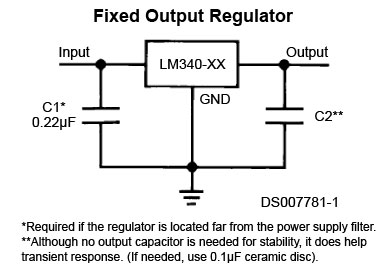 Fixed Output Regulator
Input
Output
LM340-XX
GND
C1*
0.22µF
C2**
DS007781-1
*Required if the regulator is located far from the power supply filter.
**Although no output capacitor is needed for stability, it does help
transient response. (If needed, use 0.1µF ceramic disc).